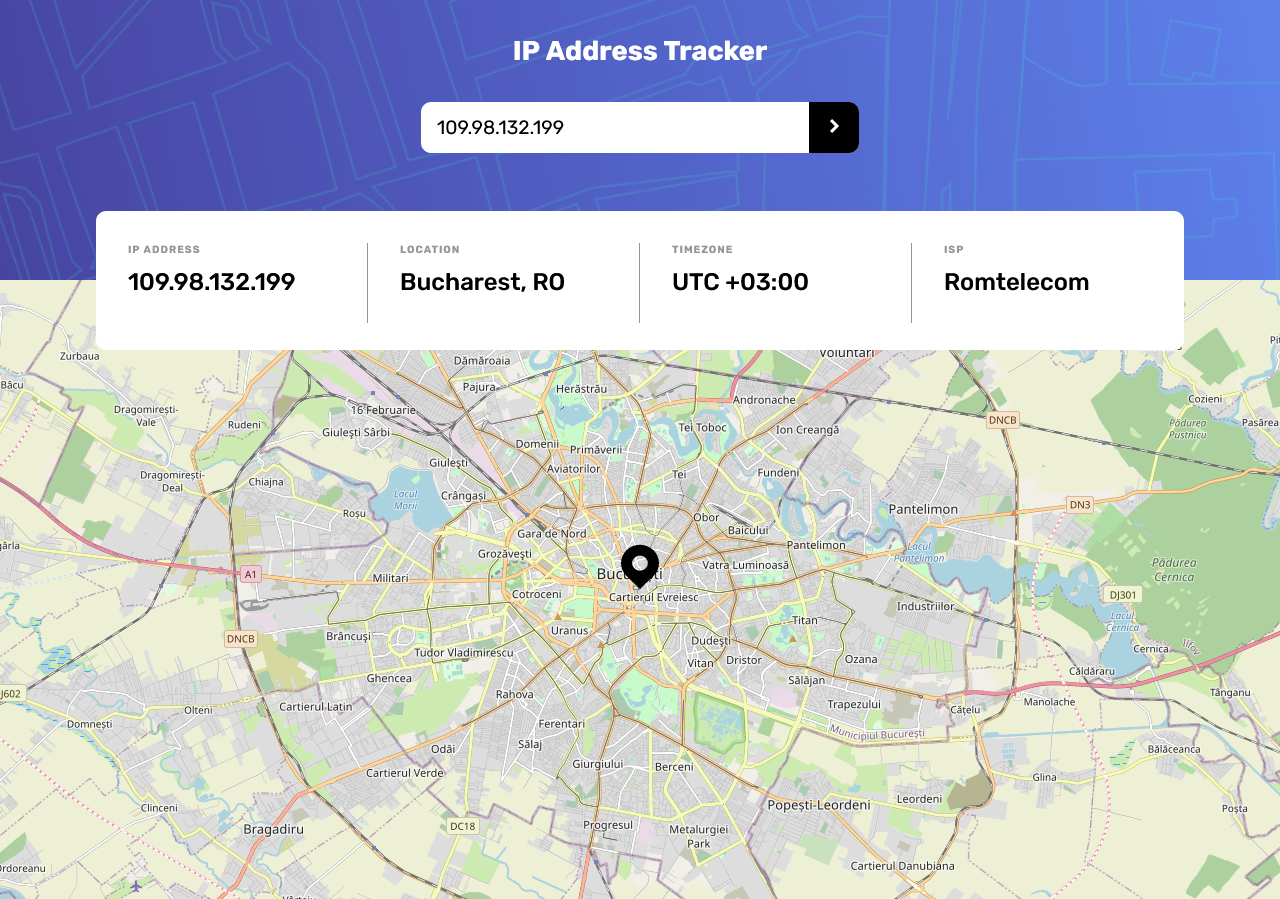 IP Address Tracker
109.98.132.199
IP ADDRESS
109.98.132.199
LOCATION
Bucharest, RO
TIMEZONE
UTC +03:00
ISP
Romtelecom
Zurbaua
Dămăroaia
Voluntari
Bâcu
Pajura
Herăstrău
Andronache
Cozieni
Dragomirești-
Vale
16 Februarie
Rudeni
Giulești Sârbi
Tei Toboc
Ion Creangă
DNCB
Pădurea
Pustnicu
Pasărea
Domenii
Primăverii
Giulești
Aviatorilor
Tei
Fundeni
Dragomirești-
Deal
Chiajna
Crângași
Lacul
Morii
Roșu
Obor
Baicului
Pantelimon
DN3
Gara de Nord
Grozăvești
Pantelimon
Lacul
Pantelimon
Vatra Luminoasă
Pădurea
Cernica
A1
Militari
București
Cotroceni
Cartierul Evreiesc
Industriilor
DJ301
Lacul
Cernica
DNCB
Brâncuși
Uranus
Titan
Dudești
Tudor Vladimirescu
Vitan
Dristor
Ozana
Cernica
Ilfov
Căldăraru
Ghencea
Sălăjan
Tânganu
J602
Rahova
Trapezului
Cățelu
Manolache
Olteni
Cartierul Latin
Domnești
Ferentari
Municipiul București
Sălaj
Odăi
Bălăceanca
Giurgiului
Berceni
Cartierul Verde
Glina
Clinceni
Popești-Leordeni
Leordeni
Poșta
Bragadiru
DC18
Progresul
Metalurgiei
Park
Cartierul Danubiana